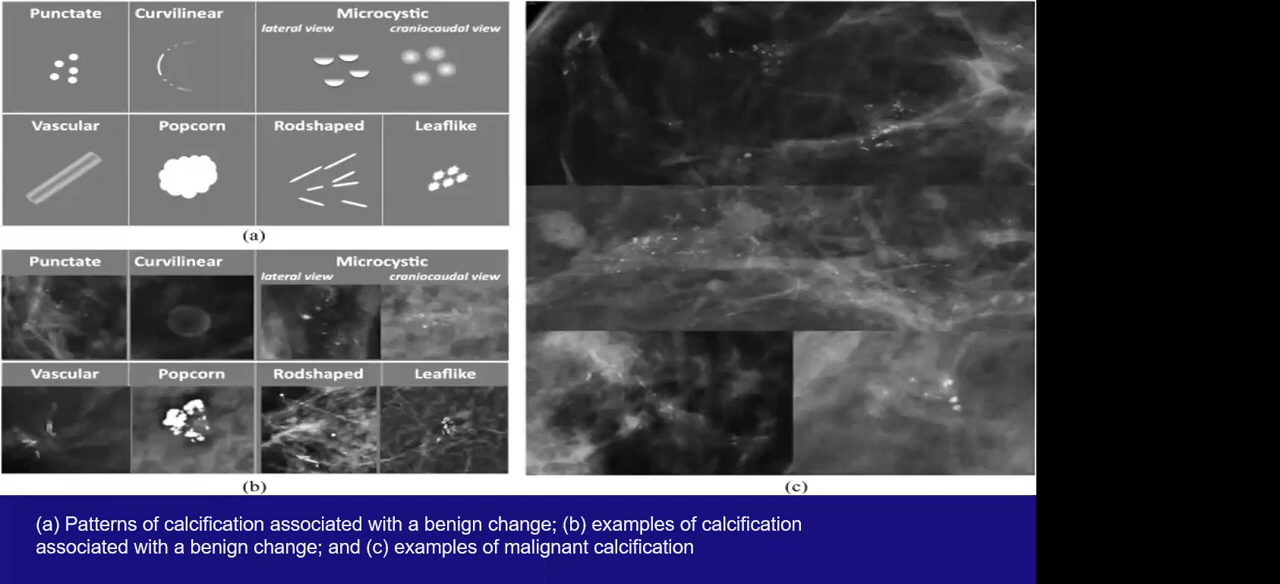 Punctate Curvilinear Microcystic
lateral view craniocaudal view
Vascular Popcorn Rodshaped Leaflike
(a)
Punctate Curvilinear Microcystic
lateral view craniocaudal view
Vascular Popcorn Rodshaped Leaflike
(b)
(c)
(a) Patterns of calcification associated with a benign change; (b) examples of calcification
associated with a benign change; and (c) examples of malignant calcification